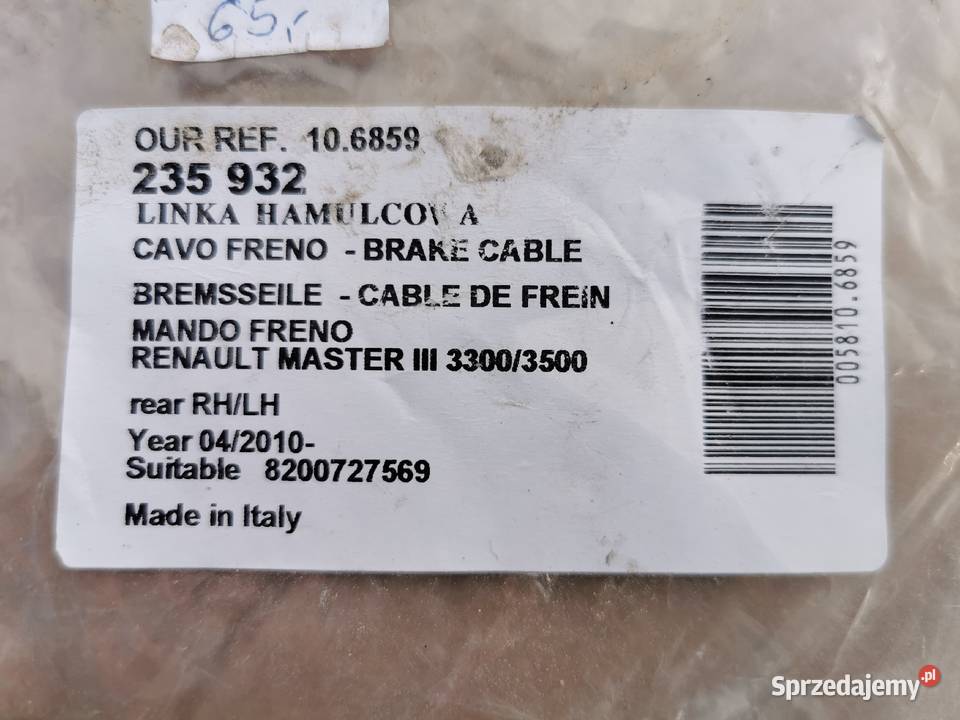 65,-
OUR REF. 10.6859
235 932
LINKA HAMULCOWA
CAVO FRENO - BRAKE CABLE
BREMSSEILE - CABLE DE FREIN
MANDO FRENO
RENAULT MASTER III 3300/3500
rear RH/LH
Year 04/2010-
Suitable 8200727569
Made in Italy
005810.6859
Sprzedajemy.pl